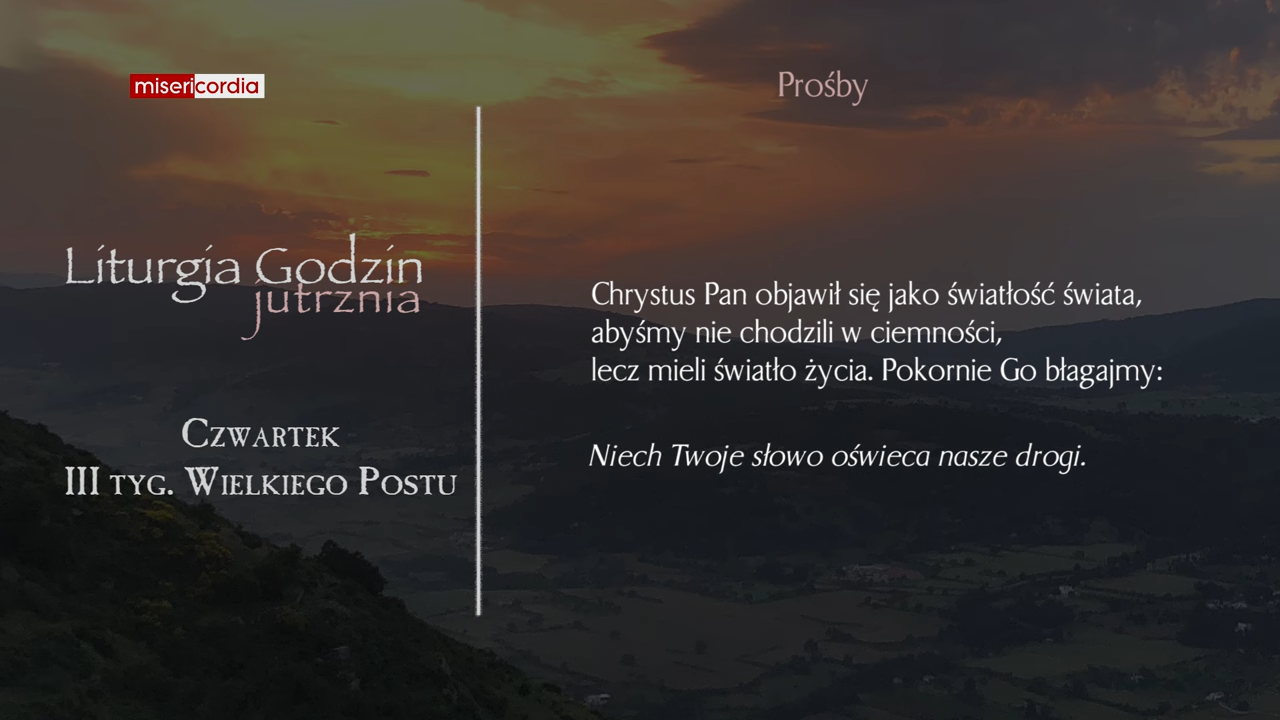 misericordia
Liturgia Godzin
jutrznia
Czwartek
III tyg. Wielkiego Postu
Prośby
Chrystus Pan objawił się jako światłość świata,
abyśmy nie chodzili w ciemności,
lecz mieli światło życia. Pokornie Go błagajmy:
Niech Twoje słowo oświeca nasze drogi.